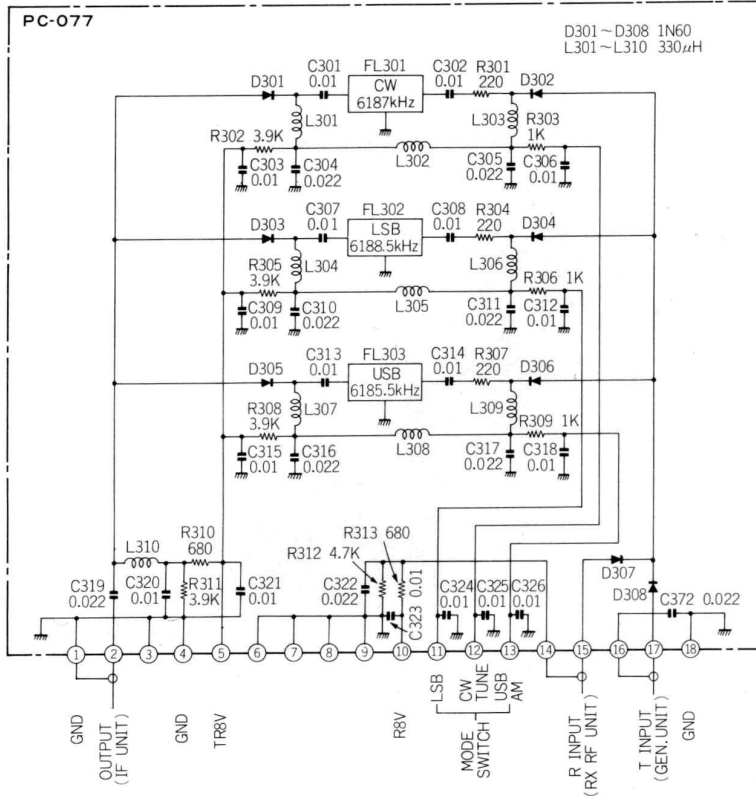 PC-077
D301~D308 1N60
L301~L310 330μH
C301
0.01
FL301
CW
6187kHz
C302
0.01
R301
220
D301
D302
L301
L303
R303
1K
R302 3.9K
L302
C303
0.01
C304
0.022
C305
0.022
C306
0.01
C307
0.01
FL302
LSB
6188.5kHz
C308
0.01
R304
220
D303
D304
L304
L306
R305
3.9K
R306 1K
L305
C309
0.01
C310
0.022
C311
0.022
C312
0.01
C313
0.01
FL303
USB
6185.5kHz
C314
0.01
R307
220
D305
D306
L307
L309
R308
3.9K
R309 1K
L308
C315
0.01
C316
0.022
C317
0.022
C318
0.01
L310
R310
680
R313 680
R312 4.7K
C319
0.022
C320
0.01
R311
3.9K
C321
0.01
C322
0.022
C323 0.01
C324
0.01
C325
0.01
C326
0.01
D307
D308
C372 0.022
1 2 3 4 5 6 7 8 9 10 11 12 13 14 15 16 17 18
GND
OUTPUT
(IF UNIT)
GND
TR8V
R8V
LSB
CW
TUNE
USB
AM
MODE
SWITCH
R INPUT
(RX RF UNIT)
T INPUT
(GEN.UNIT)
GND